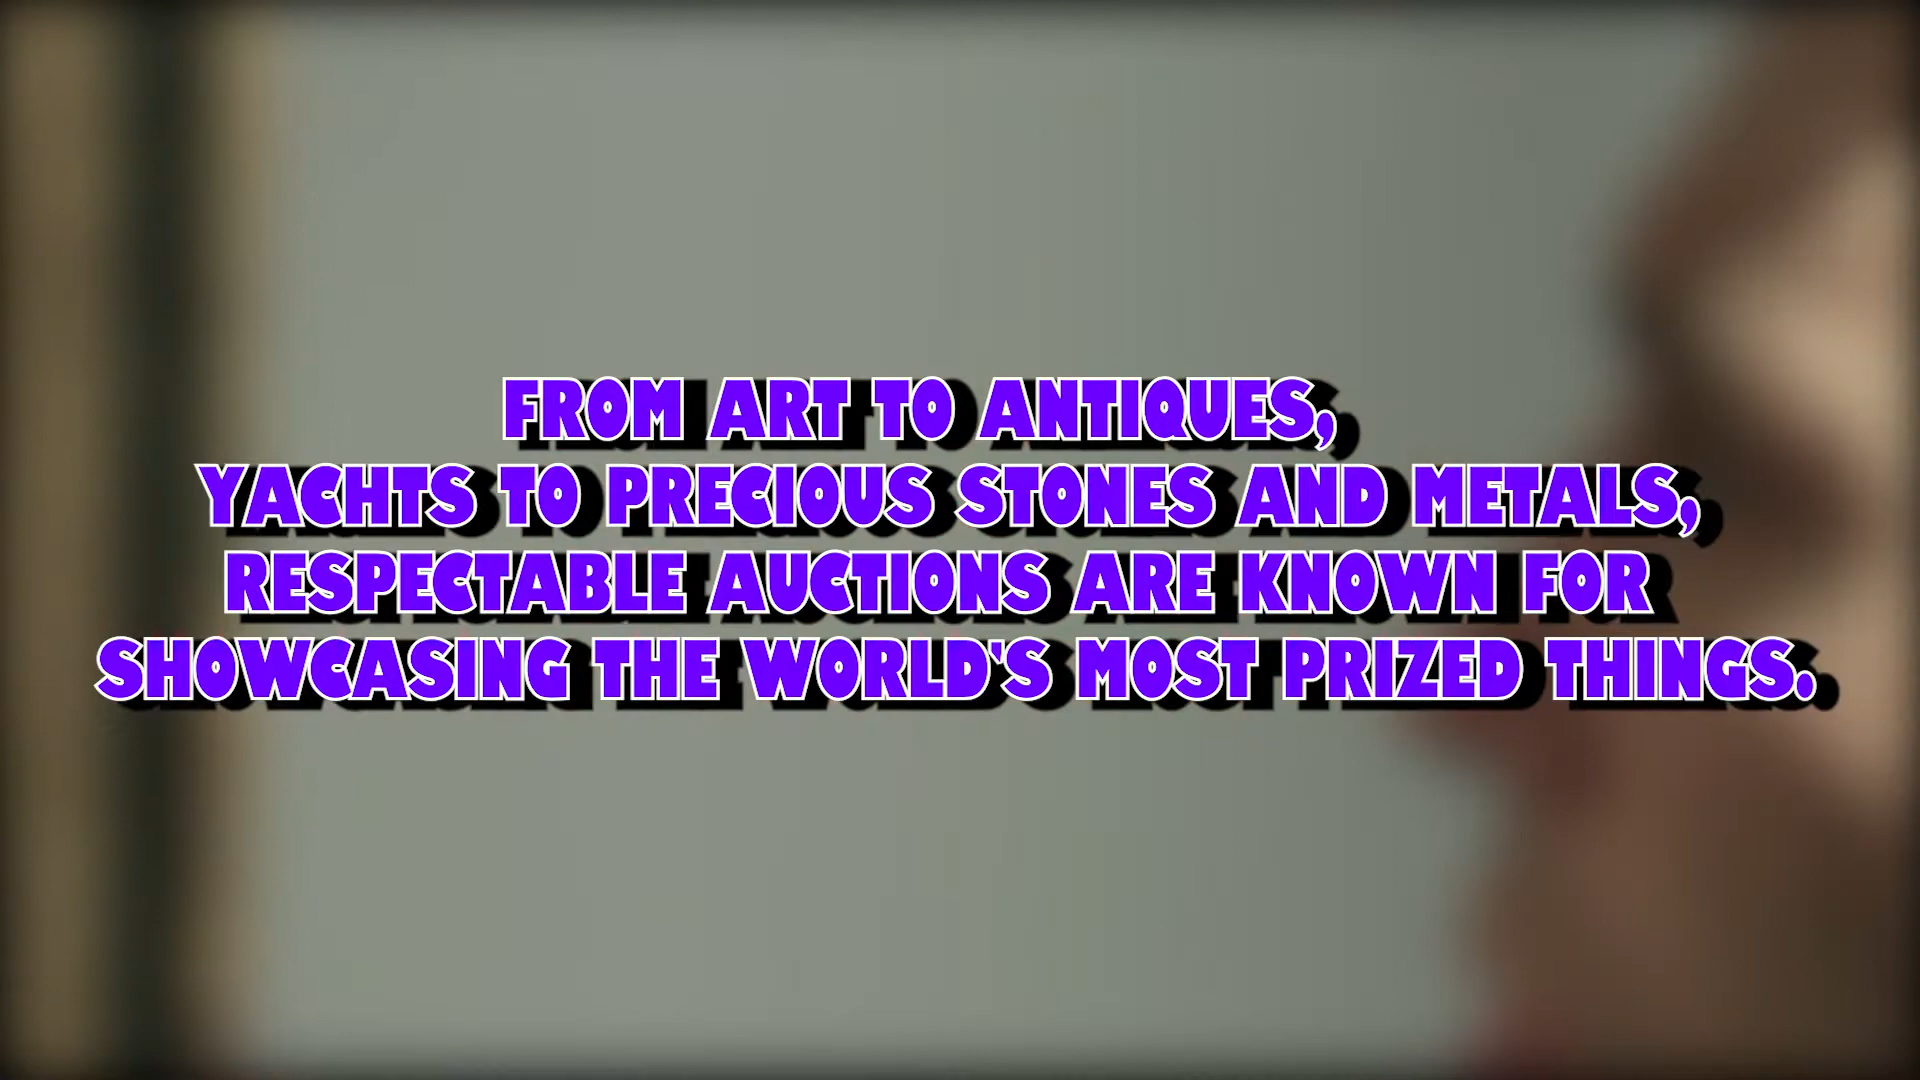 FROM ART TO ANTIQUES,
YACHTS TO PRECIOUS STONES AND METALS,
RESPECTABLE AUCTIONS ARE KNOWN FOR
SHOWCASING THE WORLD'S MOST PRIZED THINGS.